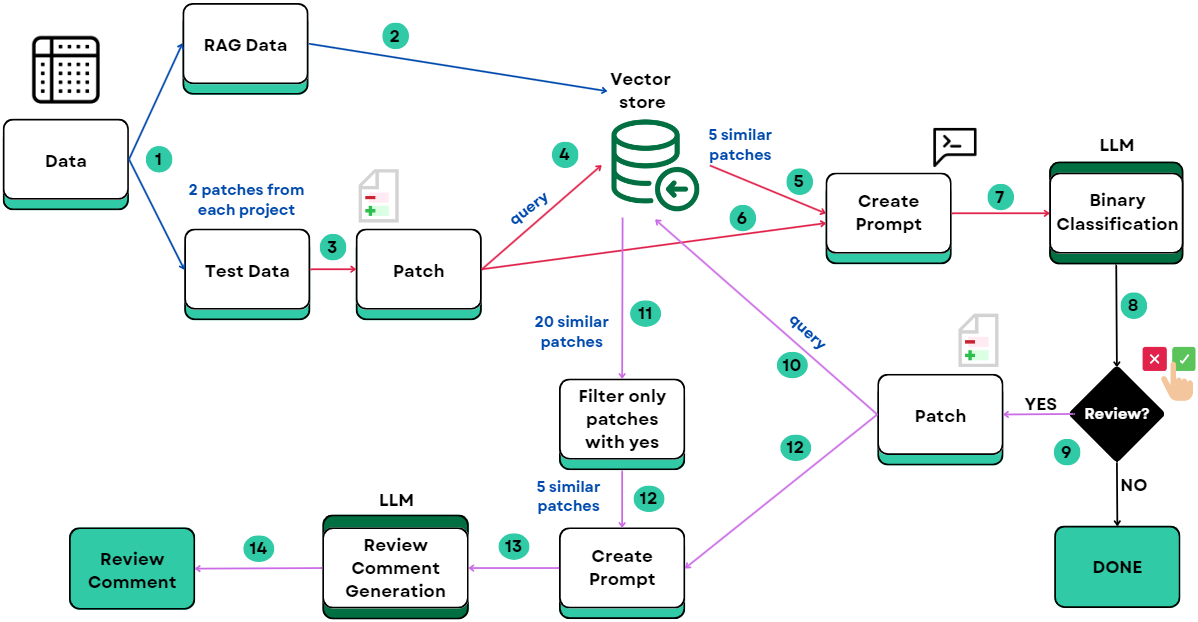 RAG Data
2
Vector
store
Data
1
2 patches from
each project
4
query
5 similar
patches
5
6
Create
Prompt
7
LLM
Binary
Classification
Test Data
3
Patch
8
11
20 similar
patches
query
10
Filter only
patches
with yes
12
Patch
YES
Review?
9
NO
5 similar
patches
12
LLM
Review
Comment
14
Review
Comment
Generation
13
Create
Prompt
DONE